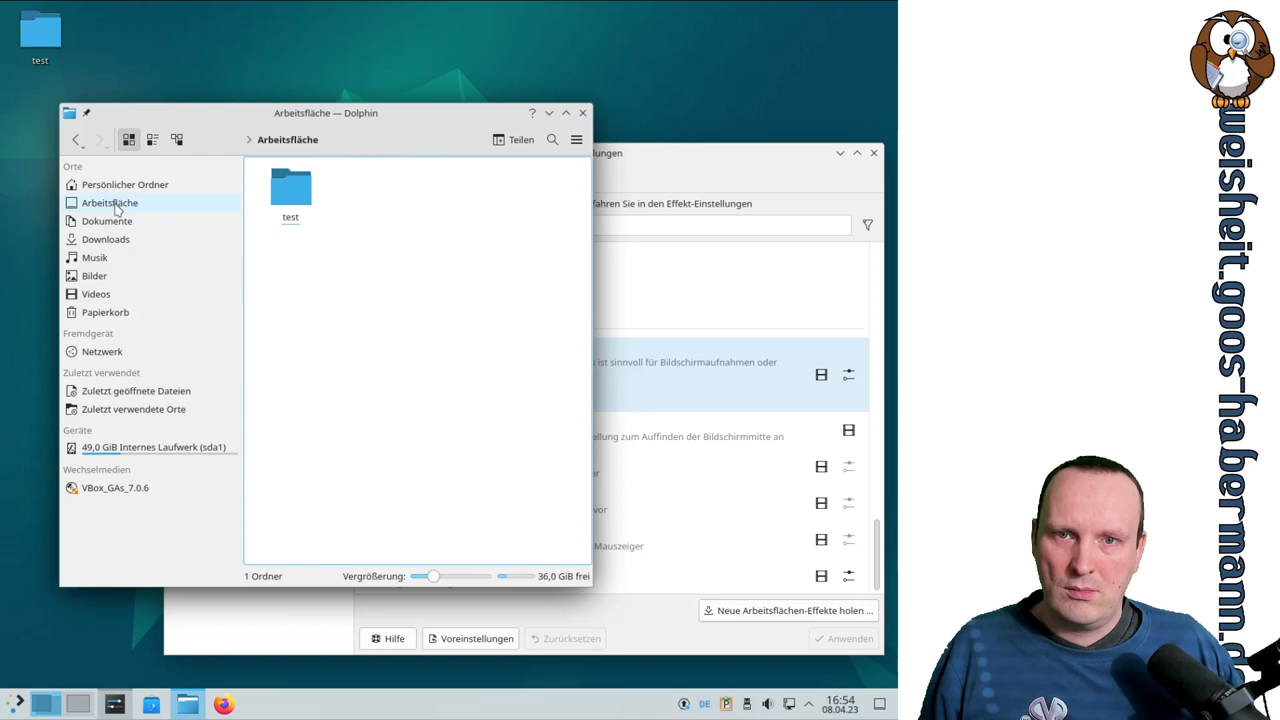 test
Arbeitsfläche — Dolphin
Arbeitsfläche
Teilen
Orte
Persönlicher Ordner
Arbeitsfläche
Dokumente
Downloads
Musik
Bilder
Videos
Papierkorb
Fremdgerät
Netzwerk
Zuletzt verwendet
Zuletzt geöffnete Dateien
Zuletzt verwendete Orte
Geräte
49,0 GiB Internes Laufwerk (sda1)
Wechselmedien
VBox_GAs_7.0.6
test
1 Ordner
Vergrößerung:
36,0 GiB frei
lungen
fahren Sie in den Effekt-Einstellungen
s ist sinnvoll für Bildschirmaufnahmen oder
ellung zum Auffinden der Bildschirmmitte an
er
vor
Mauszeiger
Neue Arbeitsflächen-Effekte holen ...
Hilfe
Voreinstellungen
Zurücksetzen
Anwenden
DE
16:54
08.04.23
weisheit.goos-habermann.de